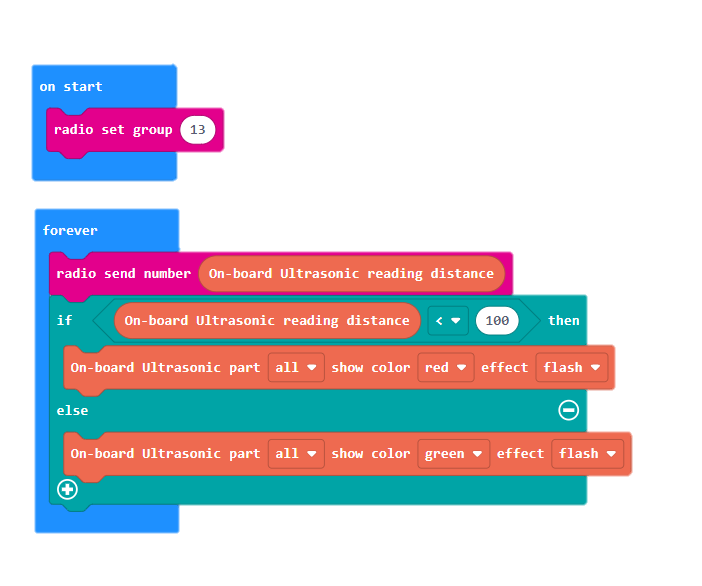 on start
radio set group 13
forever
radio send number On-board Ultrasonic reading distance
if On-board Ultrasonic reading distance < 100 then
On-board Ultrasonic part all show color red effect flash
else
On-board Ultrasonic part all show color green effect flash